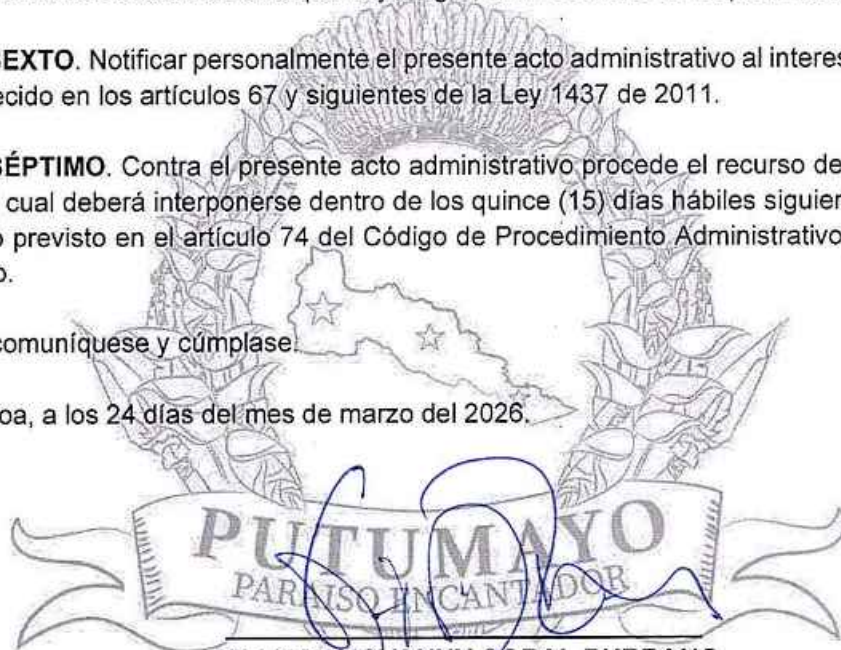 EXTO. Notificar personalmente el presente acto administrativo al interes
ecido en los artículos 67 y siguientes de la Ley 1437 de 2011.
SÉPTIMO. Contra el presente acto administrativo procede el recurso de
cual deberá interponerse dentro de los quince (15) días hábiles siguier
o previsto en el artículo 74 del Código de Procedimiento Administrativo
o.
comuníquese y cúmplase.
oa, a los 24 días del mes de marzo del 2026.
PUTUMAYO
PARAISO ENCANTADOR